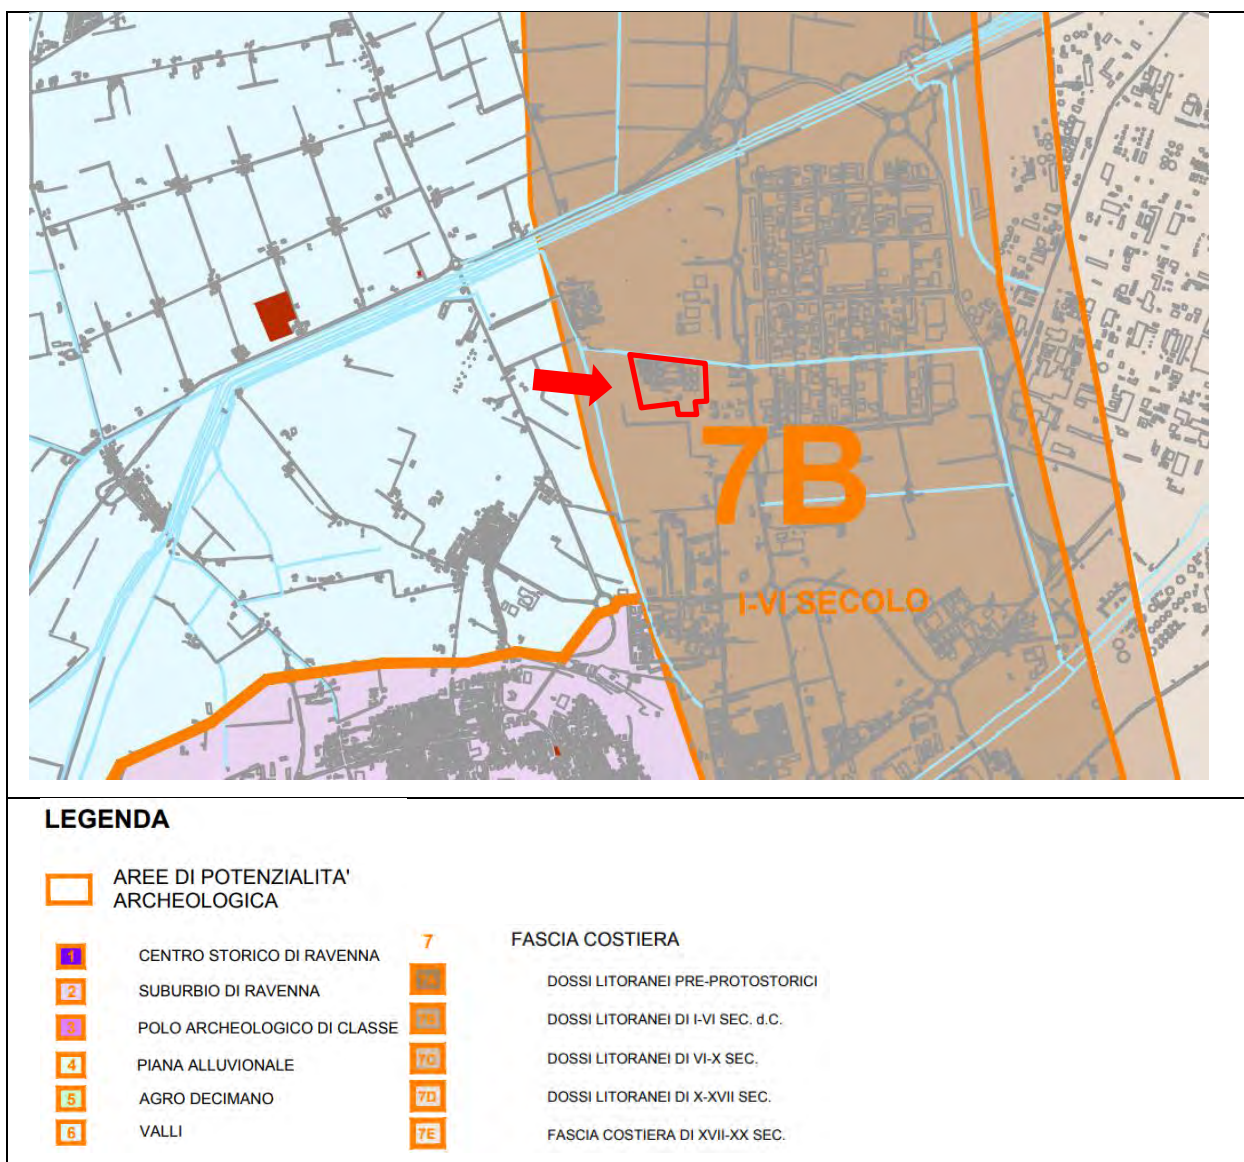 7B
I-VI SECOLO
LEGENDA
AREE DI POTENZIALITA'
ARCHEOLOGICA
1 CENTRO STORICO DI RAVENNA
2 SUBURBIO DI RAVENNA
3 POLO ARCHEOLOGICO DI CLASSE
4 PIANA ALLUVIONALE
5 AGRO DECIMANO
6 VALLI
7 FASCIA COSTIERA
DOSSI LITORANEI PRE-PROTOSTORICI
7B DOSSI LITORANEI DI I-VI SEC. d.C.
7C DOSSI LITORANEI DI VI-X SEC.
7D DOSSI LITORANEI DI X-XVII SEC.
7E FASCIA COSTIERA DI XVII-XX SEC.